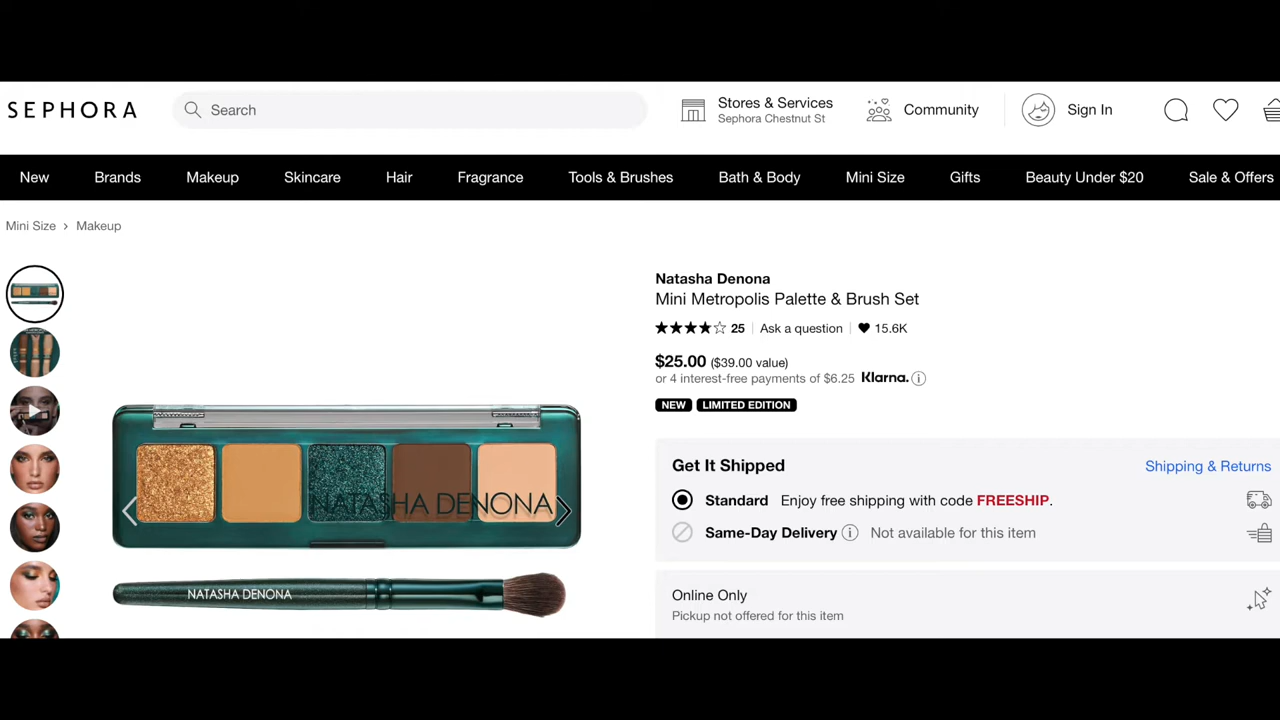 SEPHORA
Search
Stores & Services
Sephora Chestnut St
Community
Sign In
New
Brands
Makeup
Skincare
Hair
Fragrance
Tools & Brushes
Bath & Body
Mini Size
Gifts
Beauty Under $20
Sale & Offers
Mini Size > Makeup
Natasha Denona
Mini Metropolis Palette & Brush Set
25 | Ask a question | 15.6K
$25.00 ($39.00 value)
or 4 interest-free payments of $6.25 Klarna.
NEW LIMITED EDITION
Get It Shipped
Shipping & Returns
Standard Enjoy free shipping with code FREESHIP.
Same-Day Delivery Not available for this item
Online Only
Pickup not offered for this item
NATASHA DENONA
NATASHA DENONA